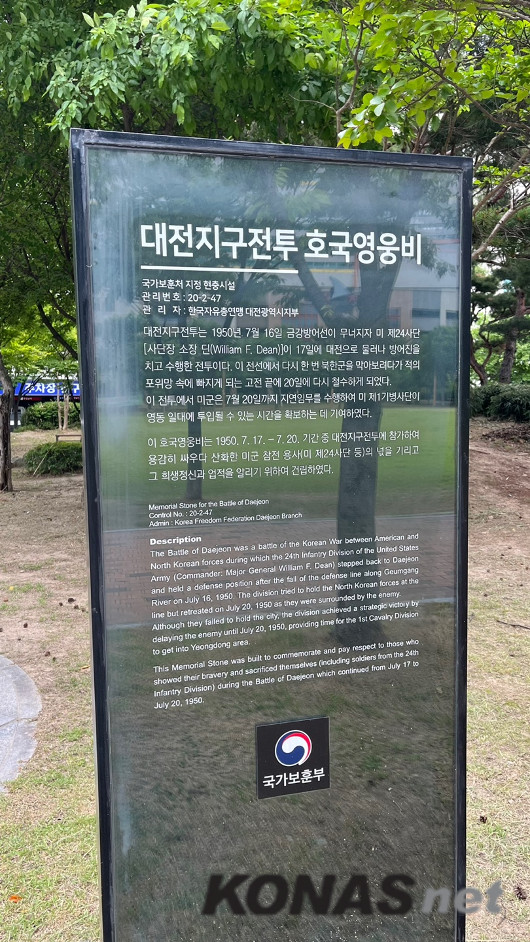 대전지구전투 호국영웅비
국가보훈처 지정 현충시설
관리번호 : 20-2-47
관 리 자 : 한국자유총연맹 대전광역시지부
대전지구전투는 1950년 7월 16일 금강방어선이 무너지자 미 제24사단
[사단장 소장 딘(William F. Dean)]이 17일에 대전으로 물러나 방어진을
치고 수행한 전투이다. 이 전선에서 다시 한 번 북한군을 막아보려다가 적의
포위망 속에 빠지게 되는 고전 끝에 20일에 다시 철수하게 되었다.
이 전투에서 미군은 7월 20일까지 지연임무를 수행하여 미 제1기병사단이
영동 일대에 투입될 수 있는 시간을 확보하는 데 기여하였다.
이 호국영웅비는 1950. 7. 17. – 7. 20. 기간 중 대전지구전투에 참가하여
용감히 싸우다 산화한 미군 참전 용사(미 제24사단 등)의 넋을 기리고
그 희생정신과 업적을 알리기 위하여 건립하였다.
Memorial Stone for the Battle of Daejeon
Control No. : 20-2-47
Admin : Korea Freedom Federation Daejeon Branch
Description
The Battle of Daejeon was a battle of the Korean War between American and
North Korean forces during which the 24th Infantry Division of the United States
Army (Commander: Major General William F. Dean) stepped back to Daejeon
and held a defense position after the fall of the defense line along Geumgang
River on July 16, 1950. The division tried to hold the North Korean forces at the
line but retreated on July 20, 1950 as they were surrounded by the enemy.
Although they failed to hold the city, the division achieved a strategic victoiy by
delaying the enemy until July 20, 1950, providing time for the 1st Cavalry Division
to get into Yeongdong area.
This Memorial Stone was built to commemorate and pay respect to those who
showed their bravery and sacrificed themselves (including soldiers from the 24th
Infantry Division) during the Battle of Daejeon which continued from July 17 to
July 20, 1950.
국가보훈부
KONAS net